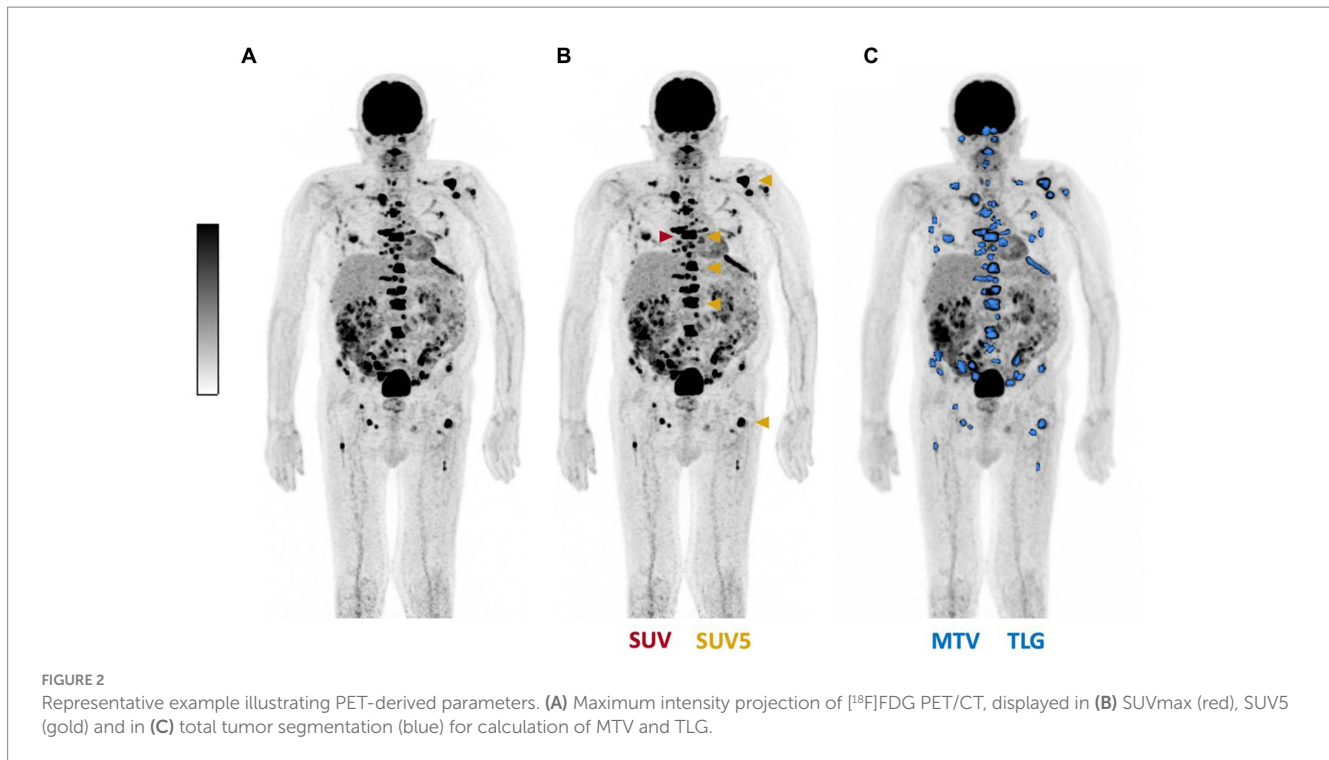 A B C
SUV SUV5 MTV TLG
FIGURE 2
Representative example illustrating PET-derived parameters. (A) Maximum intensity projection of [¹⁸F]FDG PET/CT, displayed in (B) SUVmax (red), SUV5
(gold) and in (C) total tumor segmentation (blue) for calculation of MTV and TLG.